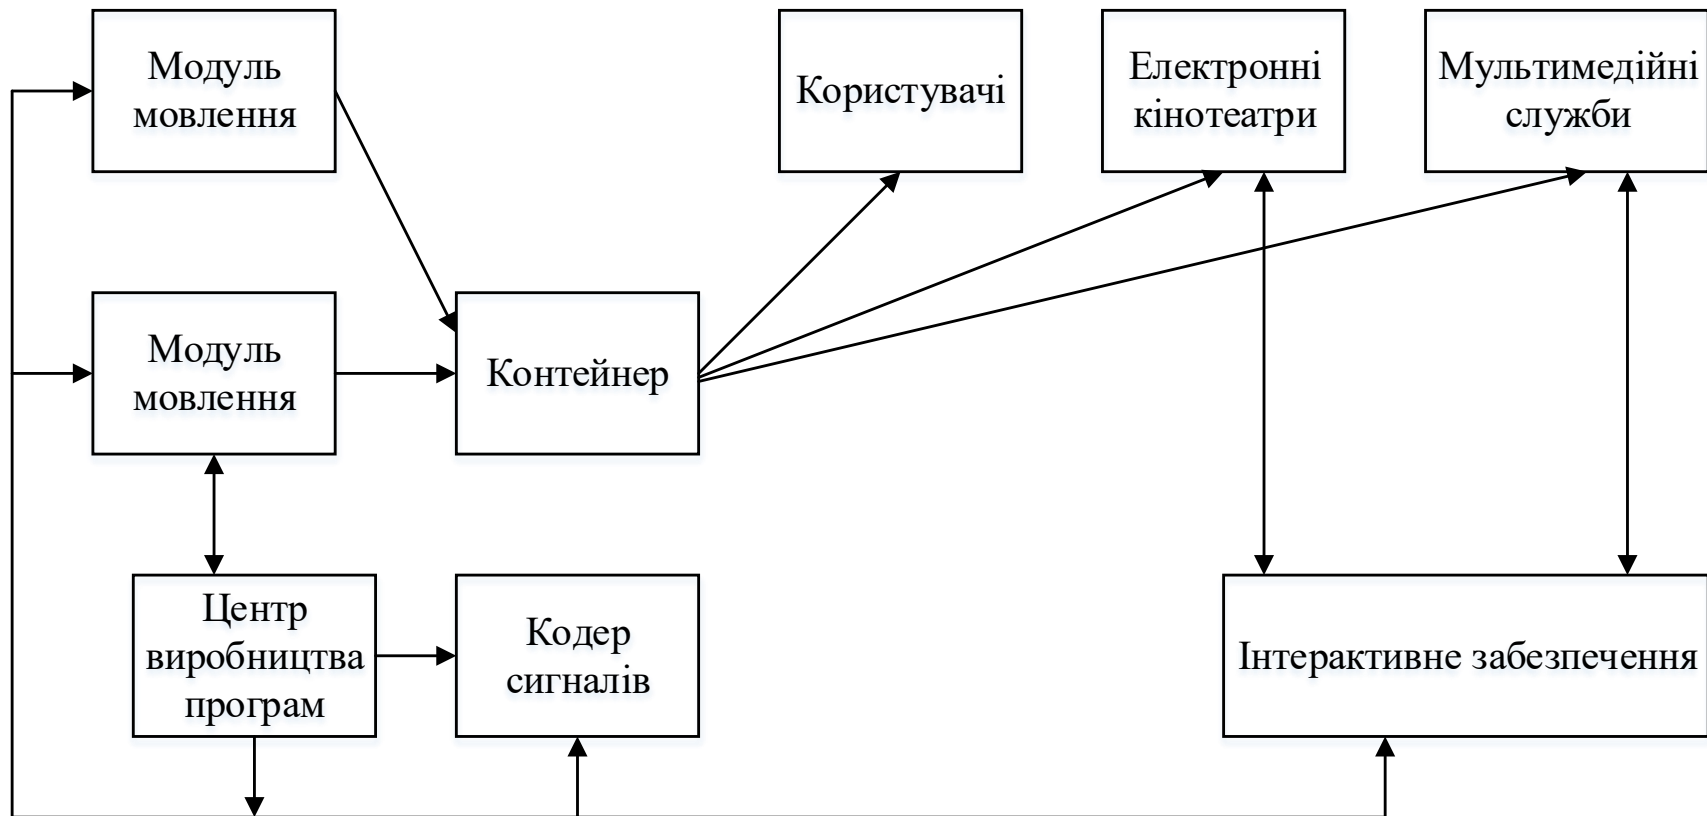 Модуль
мовлення
Користувачі
Електронні
кінотеатри
Мультимедійні
служби
Модуль
мовлення
Контейнер
Центр
виробництва
програм
Кодер
сигналів
Інтерактивне забезпечення